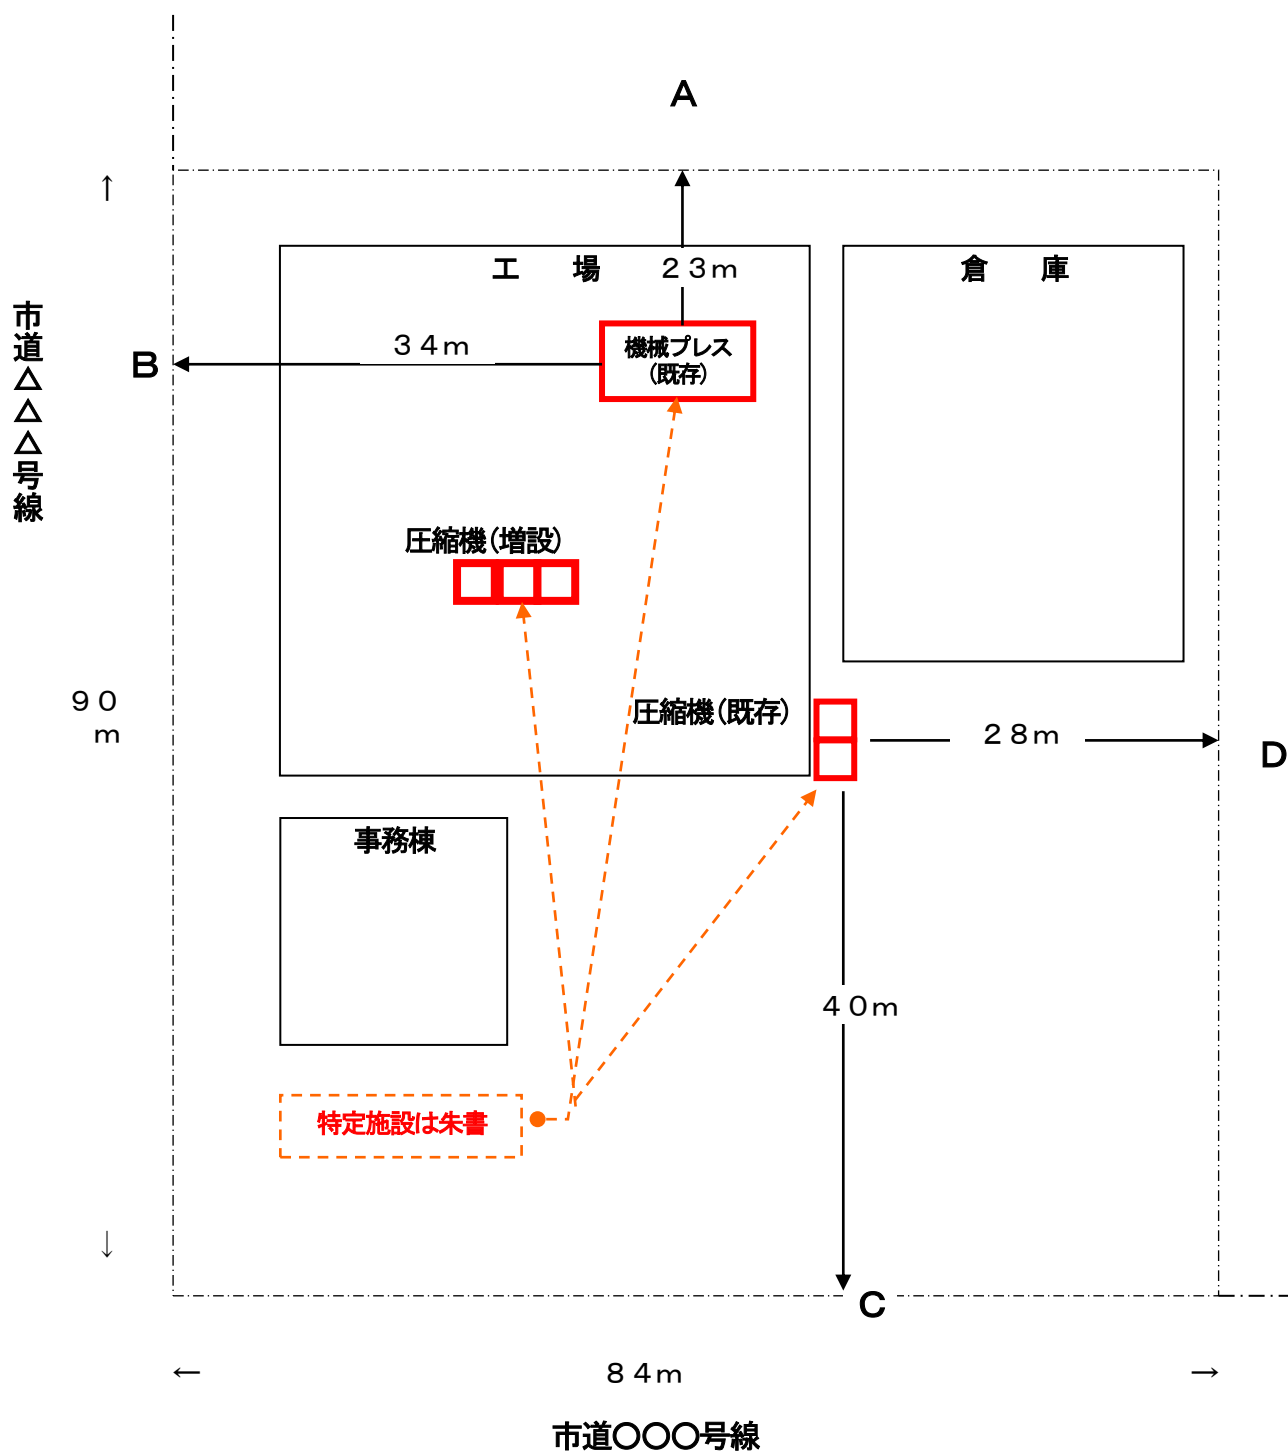 A
工　　場
２３ｍ
倉　　庫
市道△△△号線
B
３４ｍ
機械プレス
（既存）
圧縮機（増設）
９０
ｍ
圧縮機（既存）
２８ｍ
D
事務棟
４０ｍ
特定施設は朱書
C
８４ｍ
市道〇〇〇号線